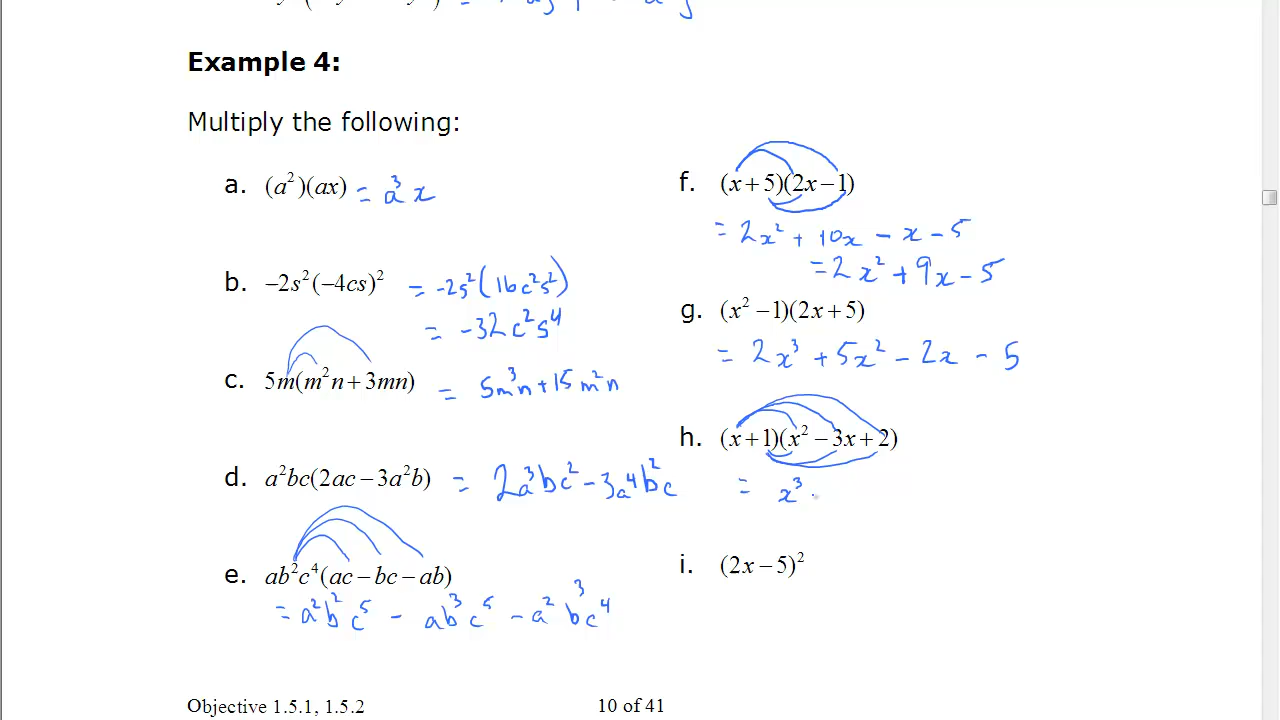 Example 4:
Multiply the following:
a. (a²)(ax) = a³x
b. −2s²(−4cs)² = -2s²(16c²s²)
= -32c²s⁴
c. 5m(m²n + 3mn) = 5m³n + 15m²n
d. a²bc(2ac − 3a²b) = 2a³bc² - 3a⁴b²c
e. ab²c⁴(ac − bc − ab)
= a²b²c⁵ - ab³c⁵ - a²b³c⁴
f. (x + 5)(2x − 1)
= 2x² + 10x - x - 5
= 2x² + 9x - 5
g. (x² − 1)(2x + 5)
= 2x³ + 5x² - 2x - 5
h. (x + 1)(x² − 3x + 2)
= x³
i. (2x − 5)²
Objective 1.5.1, 1.5.2
10 of 41